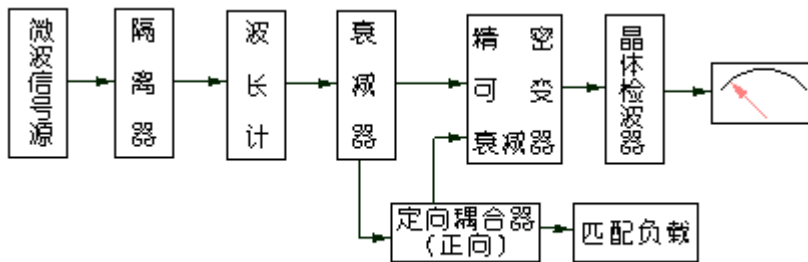 微波信号源
隔离器
波长计
衰减器
精密
可变
衰减器
晶体检波器
定向耦合器
(正向)
匹配负载